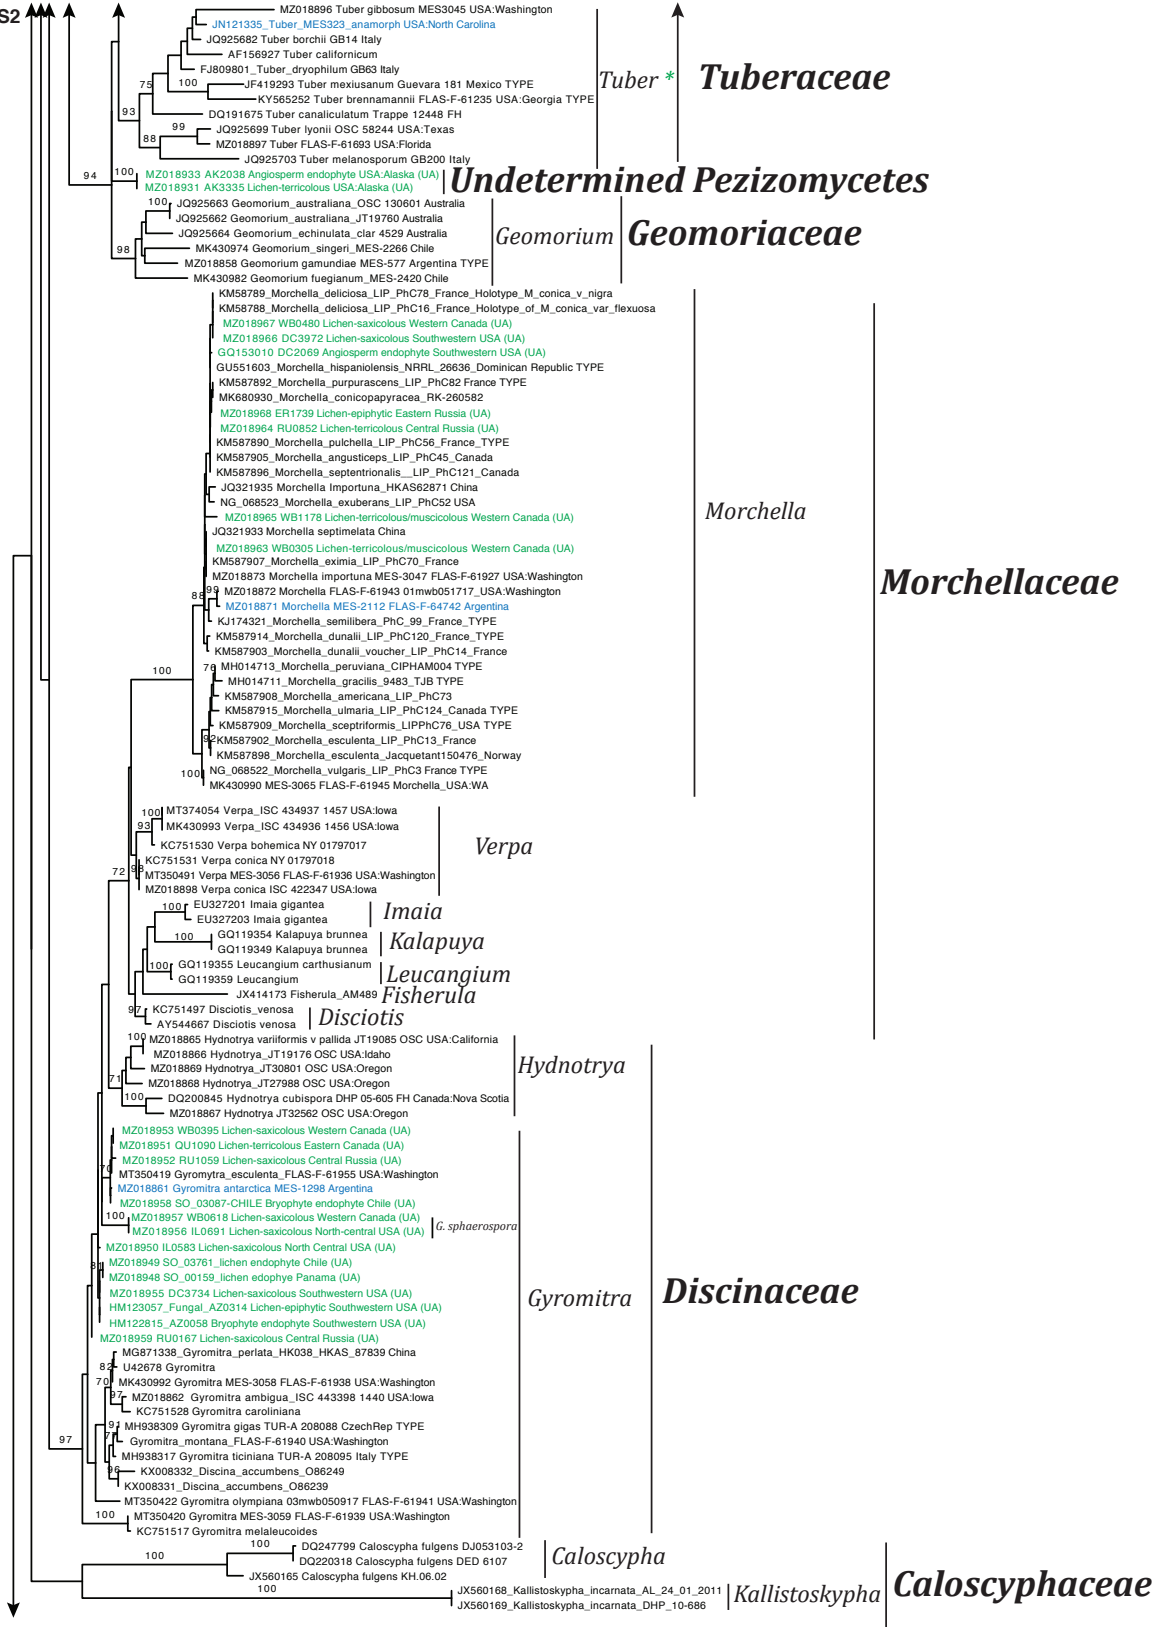 S2
MZ018896 Tuber gibbosum MES3045 USA:Washington
JN121335_Tuber_MES323_anamorph USA:North Carolina
JQ925682 Tuber borchii GB14 Italy
AF156927 Tuber californicum
FJ809801_Tuber_dryophilum GB63 Italy
75
100
JF419293 Tuber mexiusanum Guevara 181 Mexico TYPE
KY565252 Tuber brennamannii FLAS-F-61235 USA:Georgia TYPE
Tuber *
Tuberaceae
93
DQ191675 Tuber canaliculatum Trappe 12448 FH
99
JQ925699 Tuber lyonii OSC 58244 USA:Texas
88
MZ018897 Tuber FLAS-F-61693 USA:Florida
JQ925703 Tuber melanosporum GB200 Italy
94
100
MZ018933 AK2038 Angiosperm endophyte USA:Alaska (UA)
MZ018931 AK3335 Lichen-terricolous USA:Alaska (UA)
Undetermined Pezizomycetes
100
JQ925663 Geomorium_australiana_OSC 130601 Australia
JQ925662 Geomorium_australiana_JT19760 Australia
JQ925664 Geomorium_echinulata_clar 4529 Australia
98
MK430974 Geomorium_singeri_MES-2266 Chile
MZ018858 Geomorium gamundiae MES-577 Argentina TYPE
MK430982 Geomorium fuegianum_MES-2420 Chile
Geomorium
Geomoriaceae
KM58789_Morchella_deliciosa_LIP_PhC78_France_Holotype_M_conica_v_nigra
KM58788_Morchella_deliciosa_LIP_PhC16_France_Holotype_of_M_conica_var_flexuosa
MZ018967 WB0480 Lichen-saxicolous Western Canada (UA)
MZ018966 DC3972 Lichen-saxicolous Southwestern USA (UA)
GQ153010 DC2069 Angiosperm endophyte Southwestern USA (UA)
GU551603_Morchella_hispaniolensis_NRRL_26636_Dominican Republic TYPE
KM587892_Morchella_purpurascens_LIP_PhC82 France TYPE
MK680930_Morchella_conicopapyracea_RK-260582
MZ018968 ER1739 Lichen-epiphytic Eastern Russia (UA)
MZ018964 RU0852 Lichen-terricolous Central Russia (UA)
KM587890_Morchella_pulchella_LIP_PhC56_France_TYPE
KM587905_Morchella_angusticeps_LIP_PhC45_Canada
KM587896_Morchella_septentrionalis__LIP_PhC121_Canada
JQ321935 Morchella Importuna_HKAS62871 China
NG_068523_Morchella_exuberans_LIP_PhC52 USA
MZ018965 WB1178 Lichen-terricolous/muscicolous Western Canada (UA)
JQ321933 Morchella septimelata China
MZ018963 WB0305 Lichen-terricolous/muscicolous Western Canada (UA)
KM587907_Morchella_eximia_LIP_PhC70_France
MZ018873 Morchella importuna MES-3047 FLAS-F-61927 USA:Washington
88
99
MZ018872 Morchella FLAS-F-61943 01mwb051717_USA:Washington
MZ018871 Morchella MES-2112 FLAS-F-64742 Argentina
KJ174321_Morchella_semilibera_PhC_99_France_TYPE
KM587914_Morchella_dunalii_LIP_PhC120_France_TYPE
KM587903_Morchella_dunalii_voucher_LIP_PhC14_France
100
76
MH014713_Morchella_peruviana_CIPHAM004 TYPE
MH014711_Morchella_gracilis_9483_TJB TYPE
KM587908_Morchella_americana_LIP_PhC73
KM587915_Morchella_ulmaria_LIP_PhC124_Canada TYPE
KM587909_Morchella_sceptriformis_LIPPhC76_USA TYPE
92
KM587902_Morchella_esculenta_LIP_PhC13_France
KM587898_Morchella_esculenta_Jacquetant150476_Norway
100
NG_068522_Morchella_vulgaris_LIP_PhC3 France TYPE
MK430990 MES-3065 FLAS-F-61945 Morchella_USA:WA
Morchella
Morchellaceae
100
MT374054 Verpa_ISC 434937 1457 USA:Iowa
93
MK430993 Verpa_ISC 434936 1456 USA:Iowa
KC751530 Verpa bohemica NY 01797017
KC751531 Verpa conica NY 01797018
72
98
MT350491 Verpa MES-3056 FLAS-F-61936 USA:Washington
MZ018898 Verpa conica ISC 422347 USA:Iowa
Verpa
100
EU327201 Imaia gigantea
EU327203 Imaia gigantea
Imaia
100
GQ119354 Kalapuya brunnea
GQ119349 Kalapuya brunnea
Kalapuya
100
GQ119355 Leucangium carthusianum
GQ119359 Leucangium
Leucangium
JX414173 Fisherula_AM489
Fisherula
97
KC751497 Disciotis_venosa
AY544667 Disciotis venosa
Disciotis
100
MZ018865 Hydnotrya variiformis v pallida JT19085 OSC USA:California
MZ018866 Hydnotrya_JT19176 OSC USA:Idaho
MZ018869 Hydnotrya_JT30801 OSC USA:Oregon
71
MZ018868 Hydnotrya_JT27988 OSC USA:Oregon
100
DQ200845 Hydnotrya cubispora DHP 05-605 FH Canada:Nova Scotia
MZ018867 Hydnotrya JT32562 OSC USA:Oregon
Hydnotrya
MZ018953 WB0395 Lichen-saxicolous Western Canada (UA)
MZ018951 QU1090 Lichen-terricolous Eastern Canada (UA)
MZ018952 RU1059 Lichen-saxicolous Central Russia (UA)
70
MT350419 Gyromytra_esculenta_FLAS-F-61955 USA:Washington
MZ018861 Gyromitra antarctica MES-1298 Argentina
MZ018958 SO_03087-CHILE Bryophyte endophyte Chile (UA)
100
MZ018957 WB0618 Lichen-saxicolous Western Canada (UA)
MZ018956 IL0691 Lichen-saxicolous North-central USA (UA)
G. sphaerospora
MZ018950 IL0583 Lichen-saxicolous North Central USA (UA)
MZ018949 SO_03761_lichen endophyte Chile (UA)
MZ018948 SO_00159_lichen edophye Panama (UA)
MZ018955 DC3734 Lichen-saxicolous Southwestern USA (UA)
HM123057_Fungal_AZ0314 Lichen-epiphytic Southwestern USA (UA)
HM122815_AZ0058 Bryophyte endophyte Southwestern USA (UA)
MZ018959 RU0167 Lichen-saxicolous Central Russia (UA)
Gyromitra
Discinaceae
MG871338_Gyromitra_perlata_HK038_HKAS_87839 China
82
U42678 Gyromitra
70
MK430992 Gyromitra MES-3058 FLAS-F-61938 USA:Washington
97
MZ018862 Gyromitra ambigua_ISC 443398 1440 USA:Iowa
KC751528 Gyromitra caroliniana
91
MH938309 Gyromitra gigas TUR-A 208088 CzechRep TYPE
Gyromitra_montana_FLAS-F-61940 USA:Washington
97
MH938317 Gyromitra ticiniana TUR-A 208095 Italy TYPE
96
KX008332_Discina_accumbens_O86249
KX008331_Discina_accumbens_O86239
MT350422 Gyromitra olympiana 03mwb050917 FLAS-F-61941 USA:Washington
100
MT350420 Gyromitra MES-3059 FLAS-F-61939 USA:Washington
KC751517 Gyromitra melaleucoides
100
DQ247799 Caloscypha fulgens DJ053103-2
100
DQ220318 Caloscypha fulgens DED 6107
JX560165 Caloscypha fulgens KH.06.02
Caloscypha
100
JX560168_Kallistoskypha_incarnata_AL_24_01_2011
JX560169_Kallistoskypha_incarnata_DHP_10-686
Kallistoskypha
Caloscyphaceae